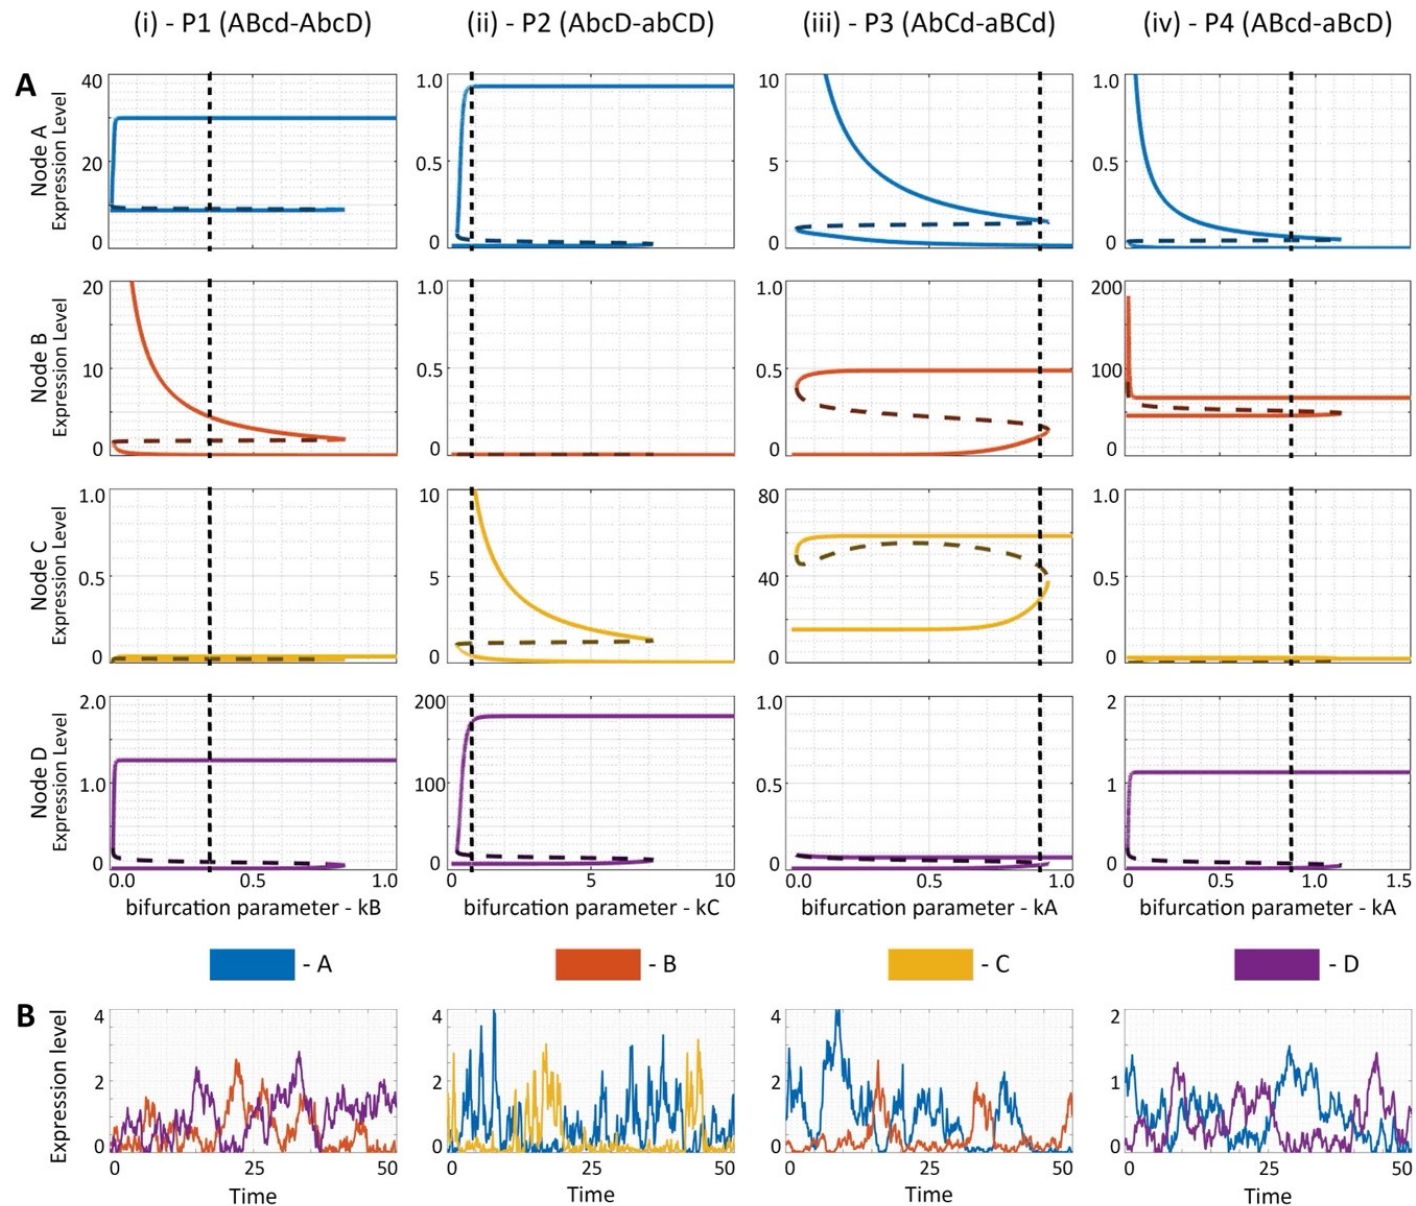 (i) - P1 (ABcd-AbcD) (ii) - P2 (AbcD-abCD) (iii) - P3 (AbCd-aBCd) (iv) - P4 (ABcd-aBcD)
A
Node A
Expression Level
40 20 10 0
1.0 0.5 0
10 5 0
1.0 0.5 0
Node B
Expression Level
20 10 0
1.0 0.5 0
1.0 0.5 0
200 100 0
Node C
Expression Level
1.0 0.5 0
10 5 0
80 40 0
1.0 0.5 0
Node D
Expression Level
2.0 1.0 0
200 100 0
1.0 0.5 0
2 1 0
0.0 0.5 1.0 0 5 10 0.0 0.5 1.0 0 0.5 1.0 1.5
bifurcation parameter - kB bifurcation parameter - kC bifurcation parameter - kA bifurcation parameter - kA
- A - B - C - D
B
Expression level
4 2 0
4 2 0
4 2 0
2 1 0
0 25 50 0 25 50 0 25 50 0 25 50
Time Time Time Time